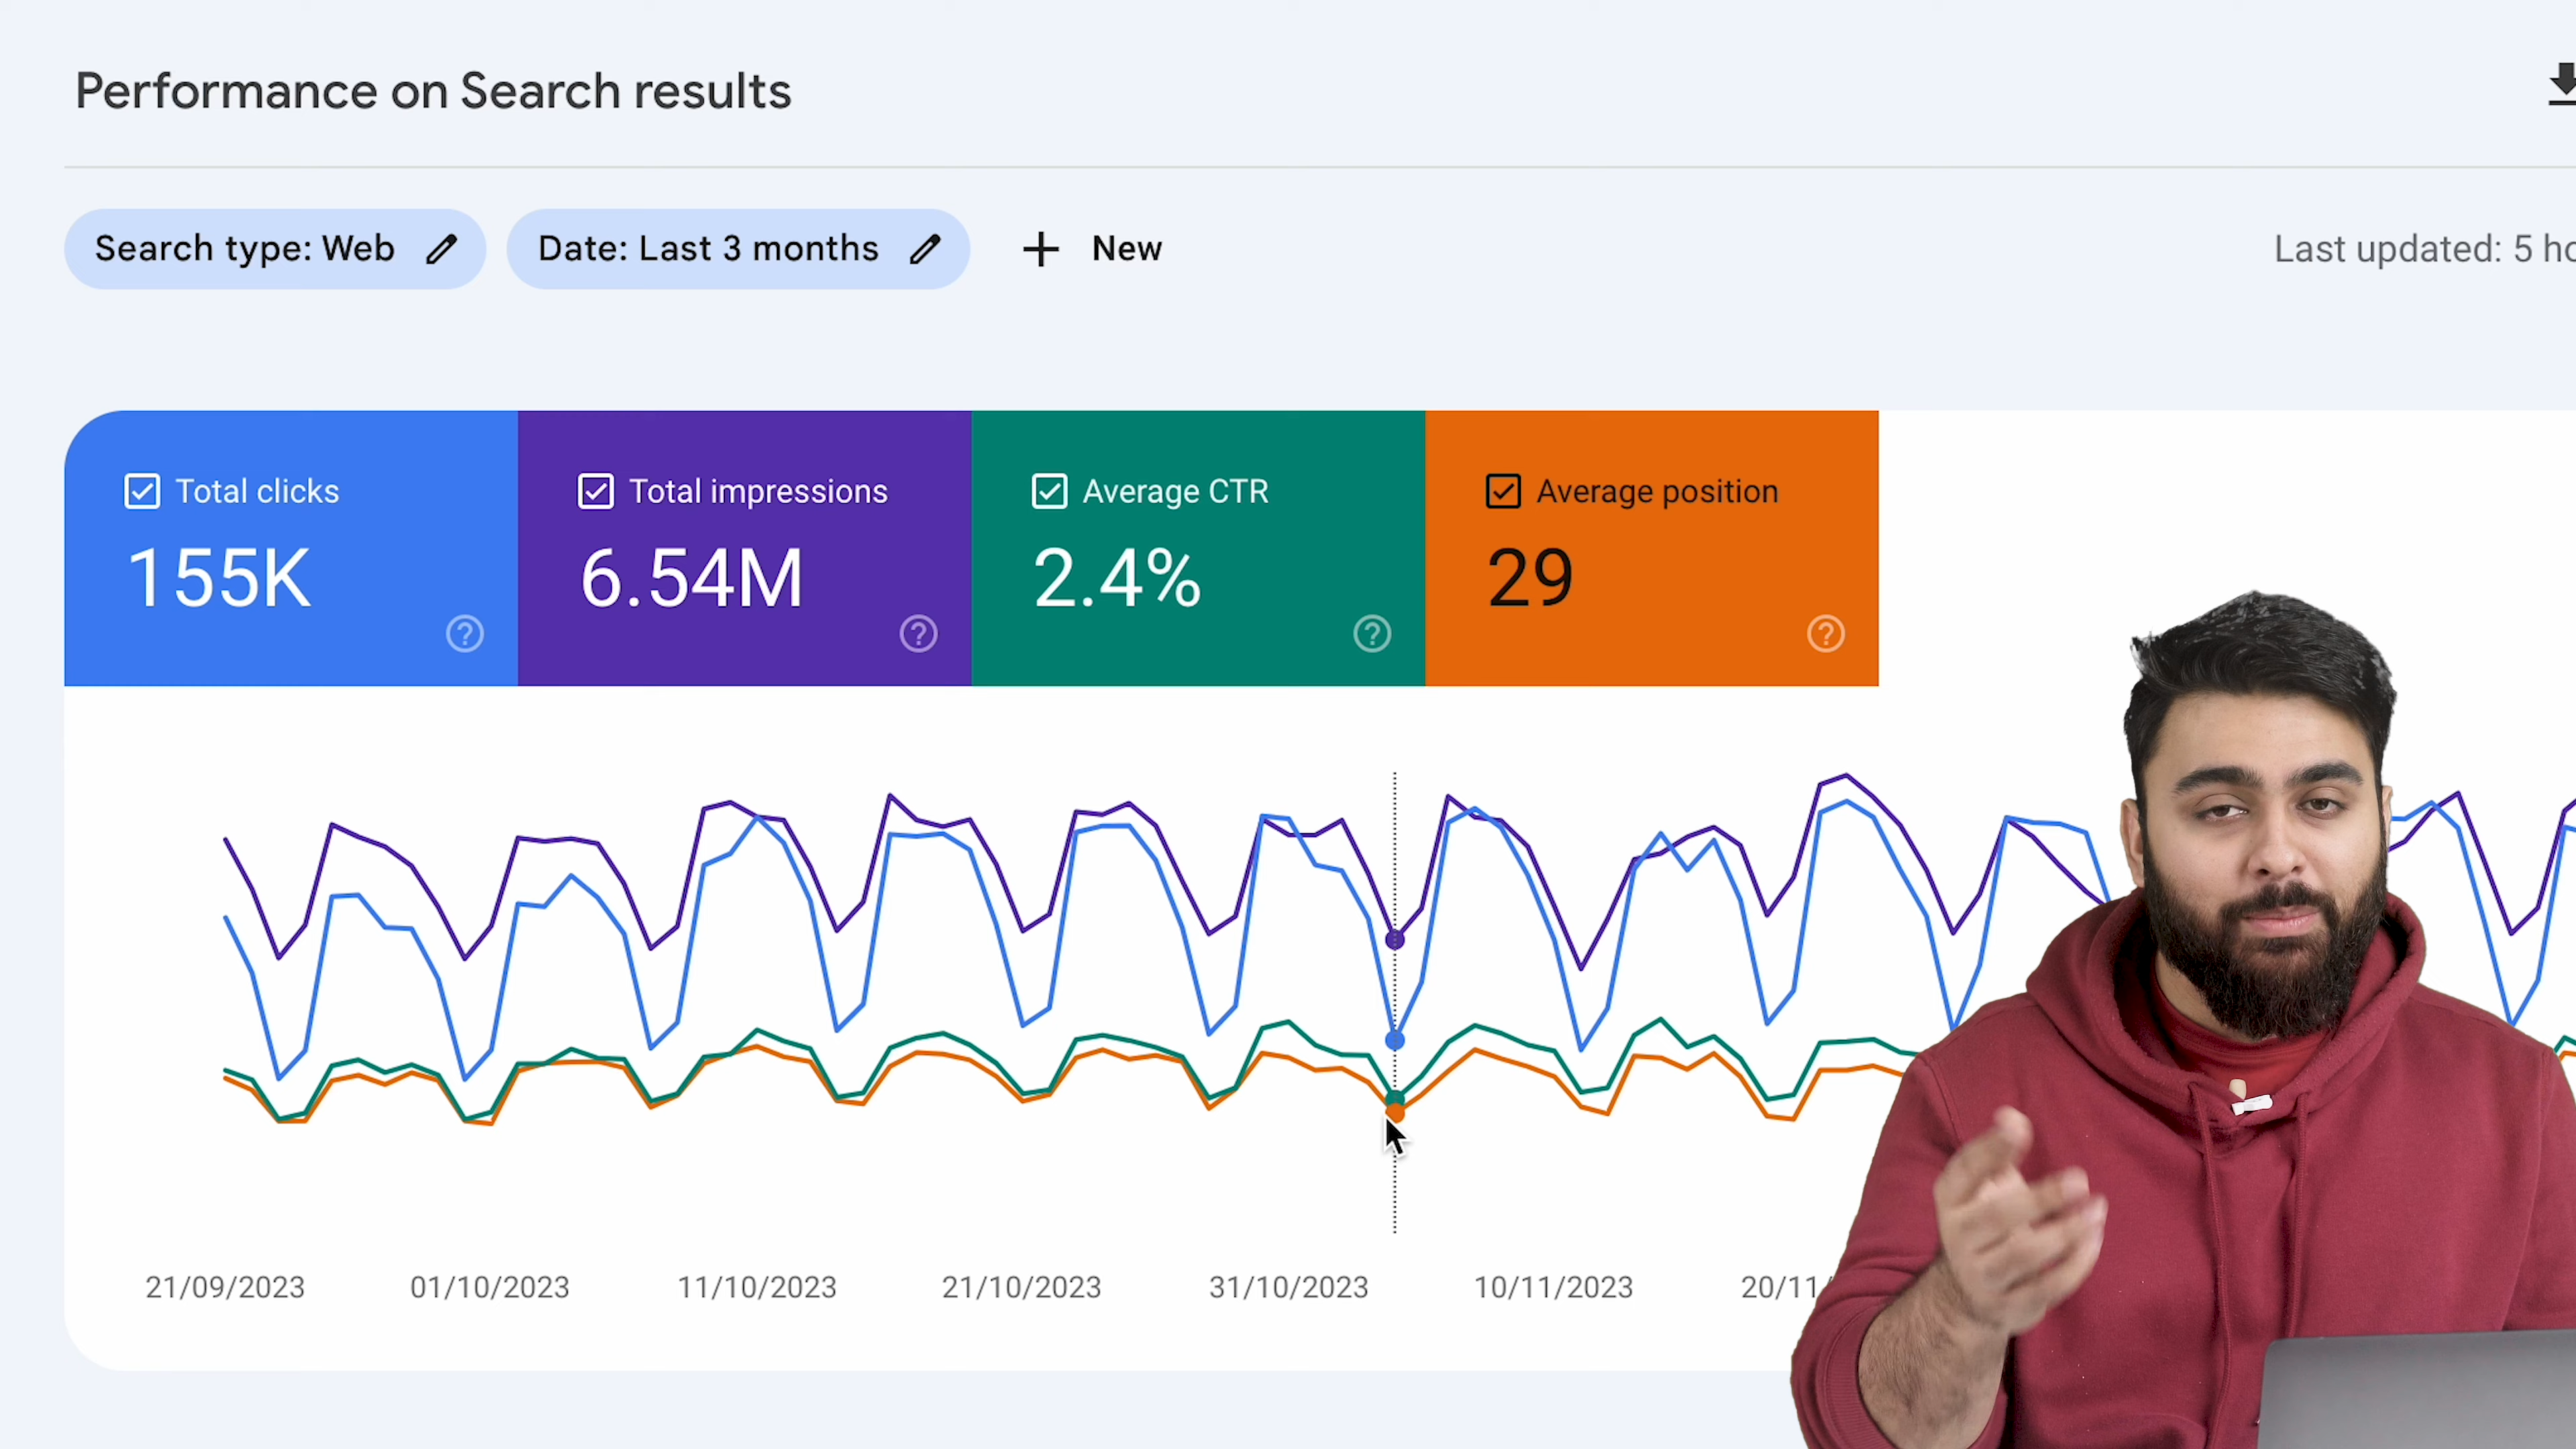 Performance on Search results
Search type: Web
Date: Last 3 months
New
Last updated: 5
Total clicks
155K
Total impressions
6.54M
Average CTR
2.4%
Average position
29
21/09/2023
01/10/2023
11/10/2023
21/10/2023
31/10/2023
10/11/2023
20/11/